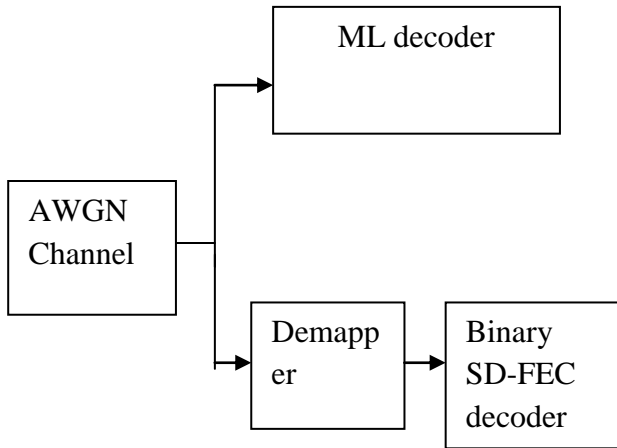 ML decoder
AWGN
Channel
Demapp
er
Binary
SD-FEC
decoder